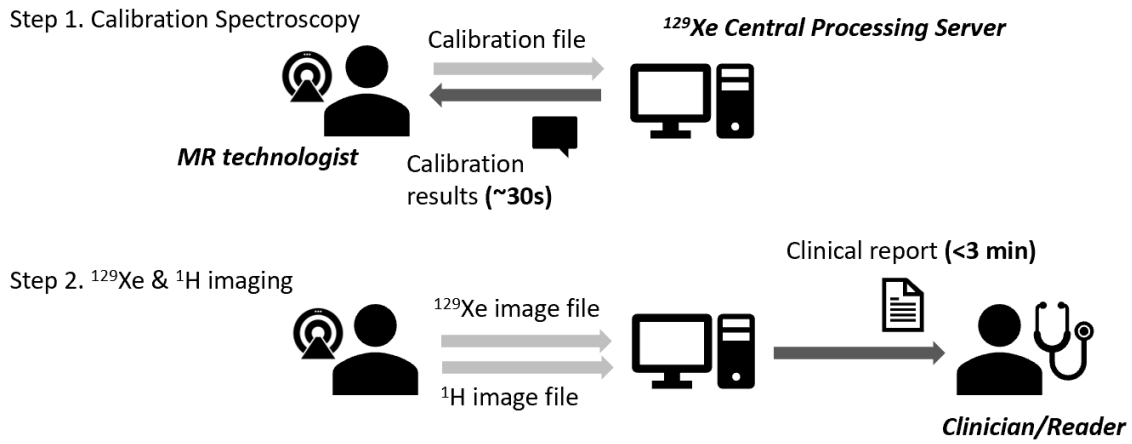 Step 1. Calibration Spectroscopy
Calibration file
¹²⁹Xe Central Processing Server
MR technologist
Calibration
results (~30s)
Clinical report (<3 min)
Step 2. ¹²⁹Xe & ¹H imaging
¹²⁹Xe image file
¹H image file
Clinician/Reader